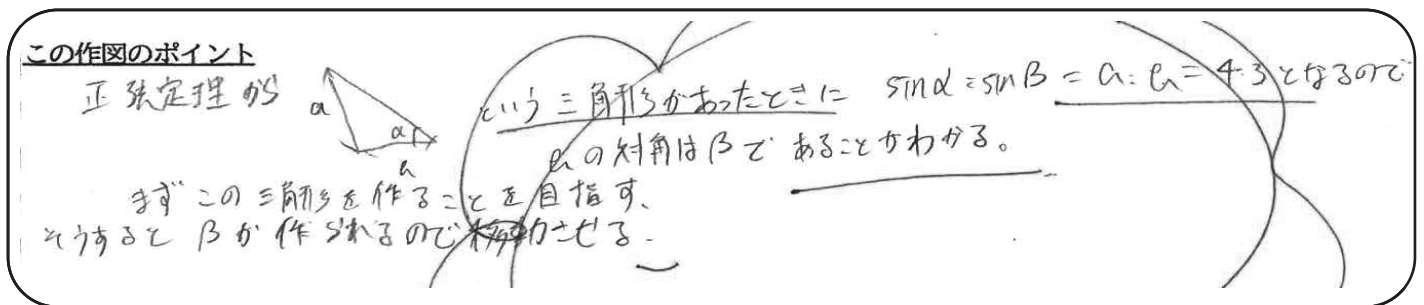 この作図のポイント
正弦定理から a α b という三角形があったときに sinα:sinβ = a:b = 4:3となるので
bの対角はβであることがわかる。
まずこの三角形を作ることを目指す、
そうするとβが作られるので移動させる.